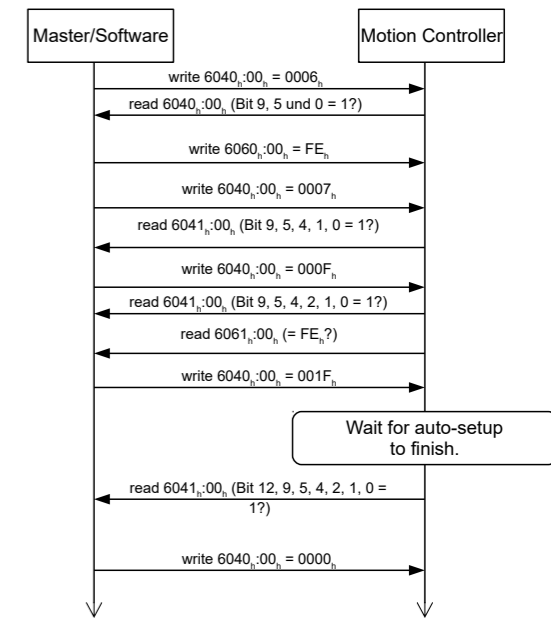 Master/Software
Motion Controller
write 6040h:00h = 0006h
read 6040h:00h (Bit 9, 5 und 0 = 1?)
write 6060h:00h = FEh
write 6040h:00h = 0007h
read 6041h:00h (Bit 9, 5, 4, 1, 0 = 1?)
write 6040h:00h = 000Fh
read 6041h:00h (Bit 9, 5, 4, 2, 1, 0 = 1?)
read 6061h:00h (= FEh?)
write 6040h:00h = 001Fh
Wait for auto-setup
to finish.
read 6041h:00h (Bit 12, 9, 5, 4, 2, 1, 0 =
1?)
write 6040h:00h = 0000h